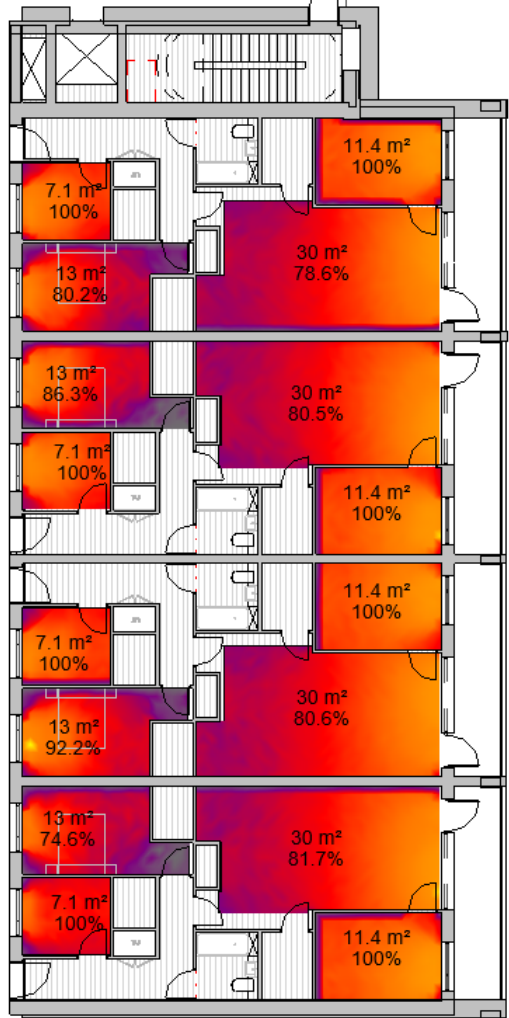 11.4 m²
100%
7.1 m²
100%
30 m²
78.6%
13 m²
80.2%
13 m²
86.3%
30 m²
80.5%
7.1 m²
100%
11.4 m²
100%
11.4 m²
100%
7.1 m²
100%
30 m²
80.6%
13 m²
92.2%
13 m²
74.6%
30 m²
81.7%
7.1 m²
100%
11.4 m²
100%